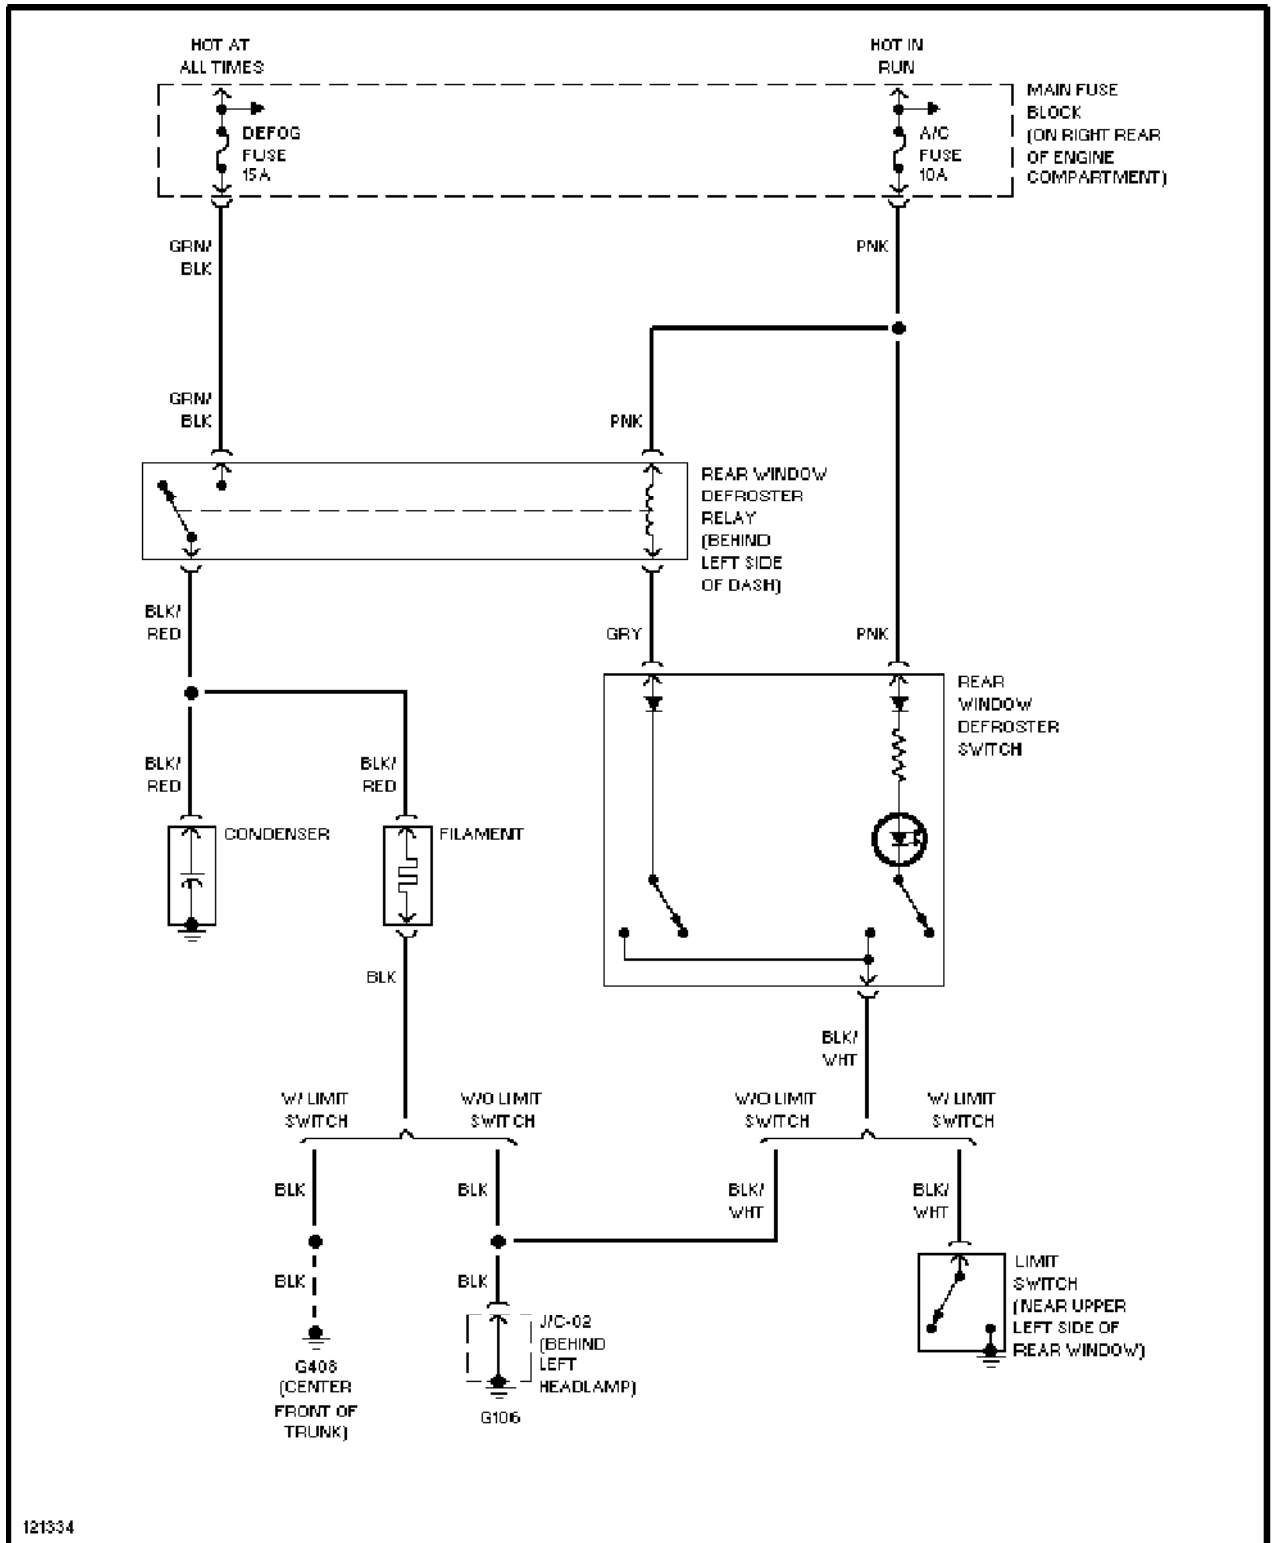 HOT AT
ALL TIMES
HOT IN
RUN
DEFOG
FUSE
15A
A/C
FUSE
10A
MAIN FUSE
BLOCK
(ON RIGHT REAR
OF ENGINE
COMPARTMENT)
GRN/
BLK
PNK
GRN/
BLK
PNK
REAR WINDOW
DEFROSTER
RELAY
(BEHIND
LEFT SIDE
OF DASH)
BLK/
RED
GRY
PNK
REAR
WINDOW
DEFROSTER
SWITCH
BLK/
RED
BLK/
RED
CONDENSER
FILAMENT
BLK
BLK/
WHT
W/ LIMIT
SWITCH
W/O LIMIT
SWITCH
W/O LIMIT
SWITCH
W/ LIMIT
SWITCH
BLK
BLK
BLK/
WHT
BLK/
WHT
BLK
BLK
LIMIT
SWITCH
(NEAR UPPER
LEFT SIDE OF
REAR WINDOW)
J/C-02
(BEHIND
LEFT
HEADLAMP)
G408
(CENTER
FRONT OF
TRUNK)
G106
121334